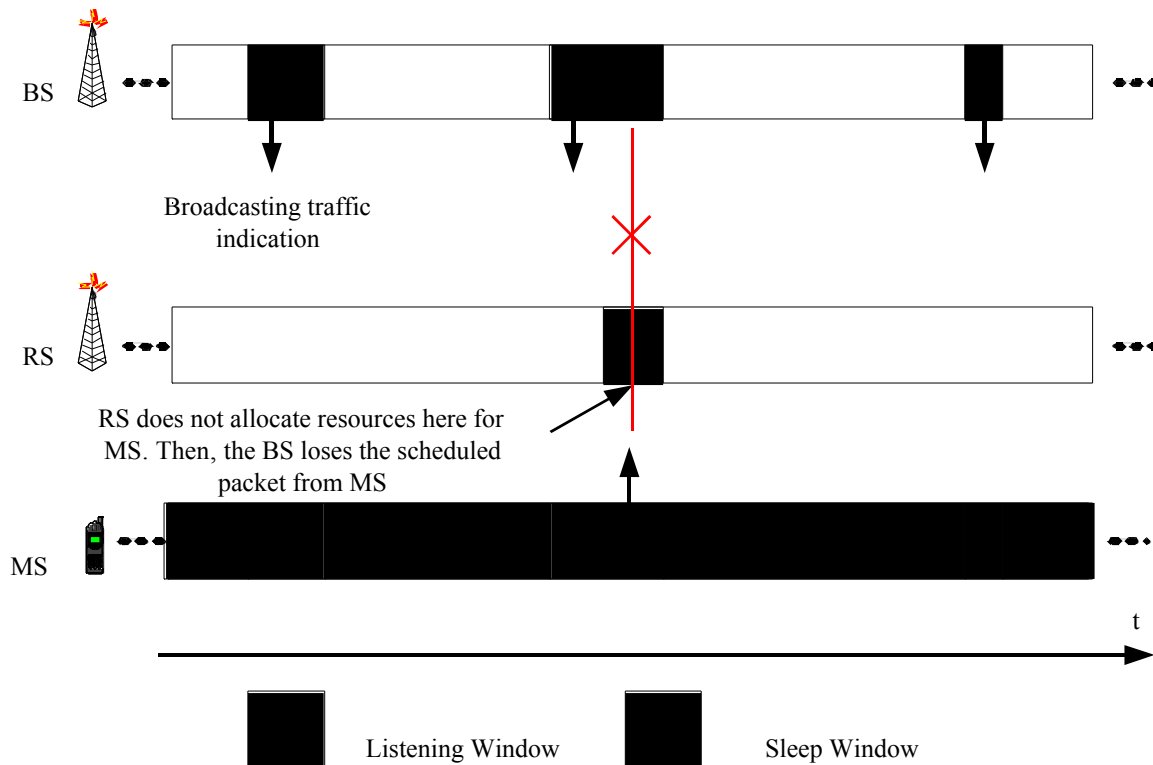 BS
Broadcasting traffic
indication
RS
RS does not allocate resources here for
MS. Then, the BS loses the scheduled
packet from MS
MS
t
Listening Window
Sleep Window